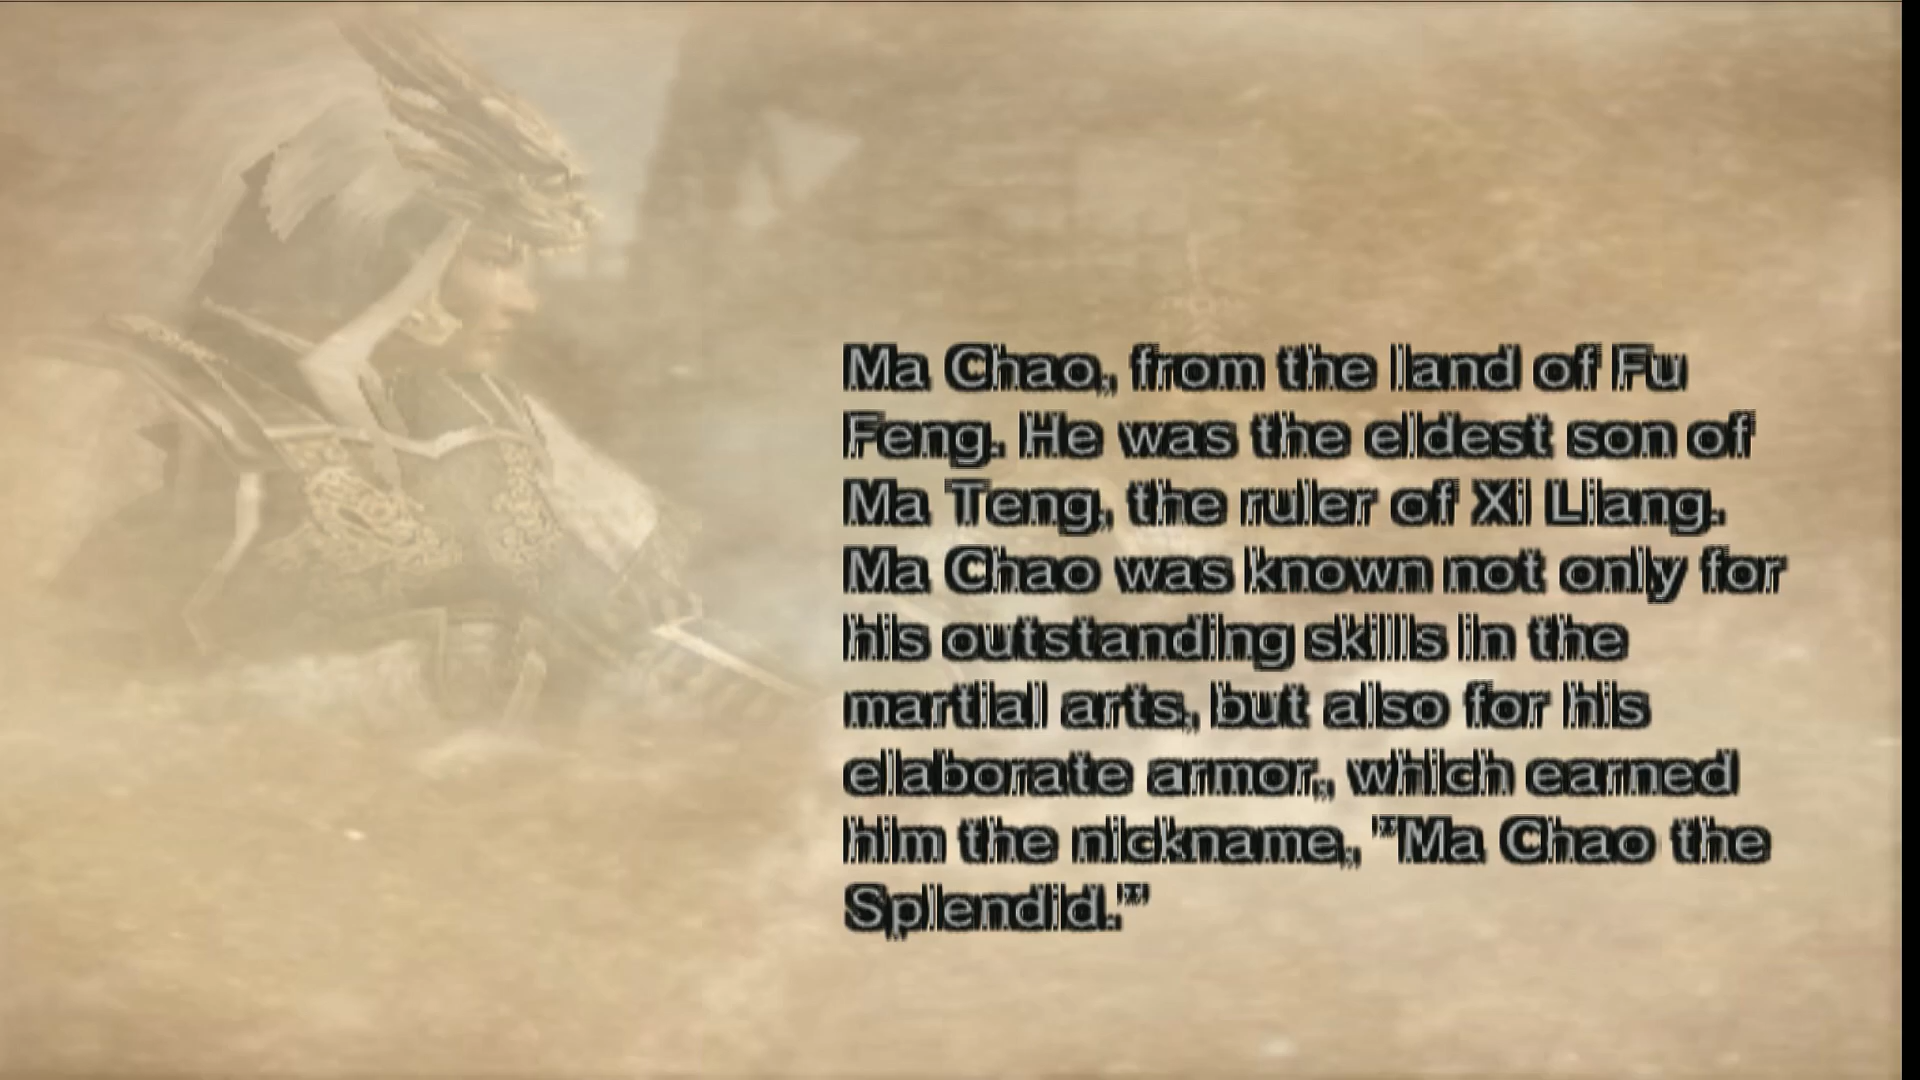 Ma Chao, from the land of Fu
Feng. He was the eldest son of
Ma Teng, the ruler of Xi Liang.
Ma Chao was known not only for
his outstanding skills in the
martial arts, but also for his
elaborate armor, which earned
him the nickname, "Ma Chao the
Splendid."